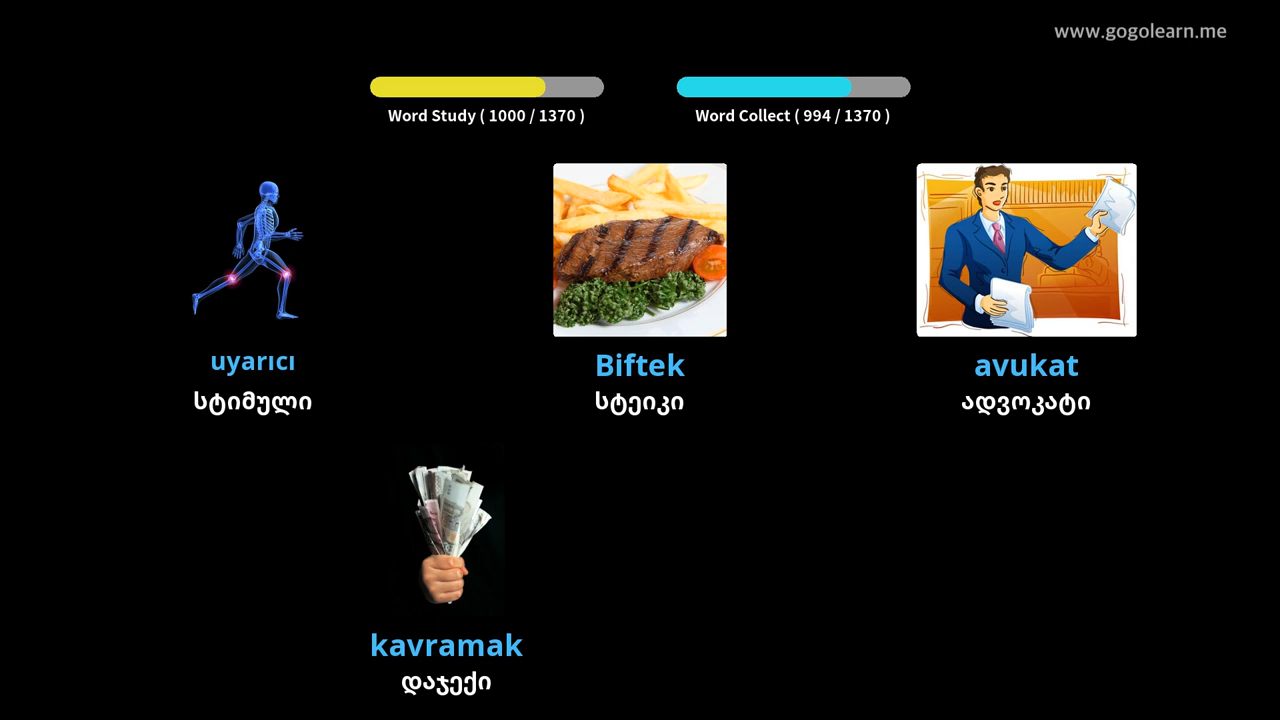 www.gogolearn.me
Word Study ( 1000 / 1370 )
Word Collect ( 994 / 1370 )
uyarıcı
სტიმული
Biftek
სტეიკი
avukat
ადვოკატი
kavramak
დაჯექი